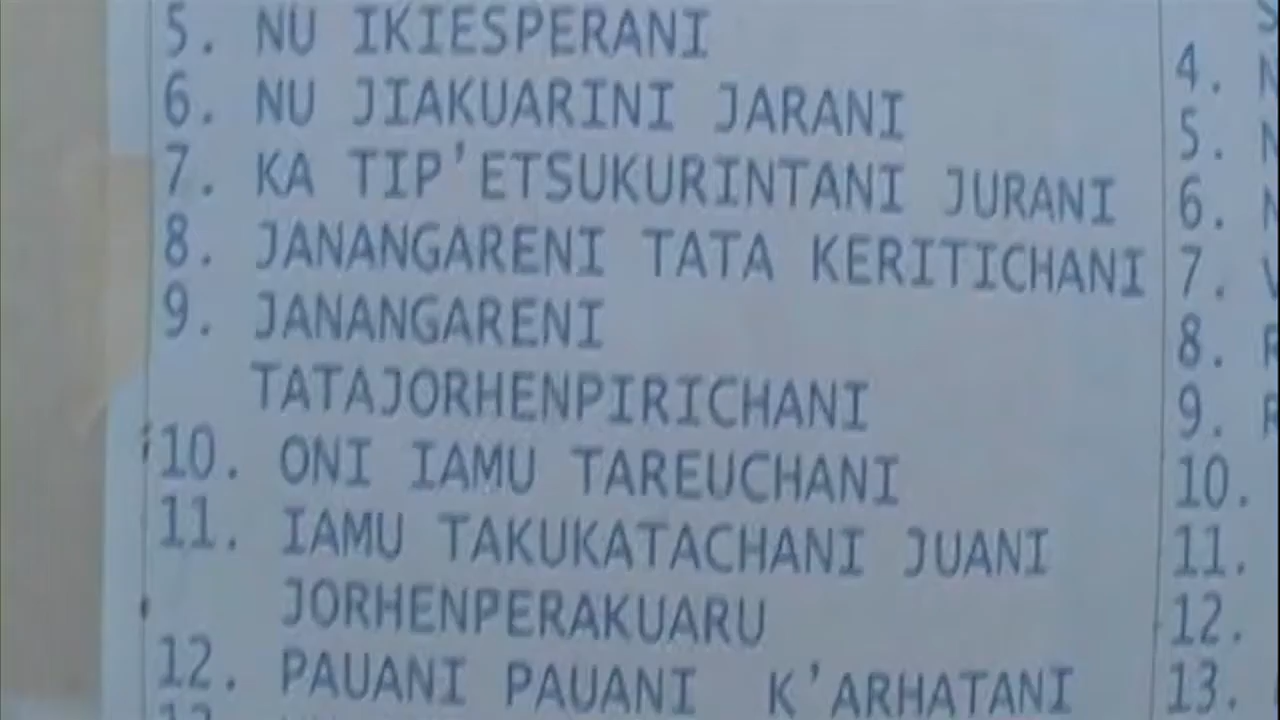 5. NU IKIESPERANI
6. NU JIAKUARINI JARANI
7. KA TIP'ETSUKURINTANI JURANI
8. JANANGARENI TATA KERITICHANI
9. JANANGARENI
TATAJORHENPIRICHANI
10. ONI IAMU TAREUCHANI
11. IAMU TAKUKATACHANI JUANI
JORHENPERAKUARU
12. PAUANI PAUANI K'ARHATANI
4.
5.
6.
7.
8.
9.
10.
11.
12.
13.